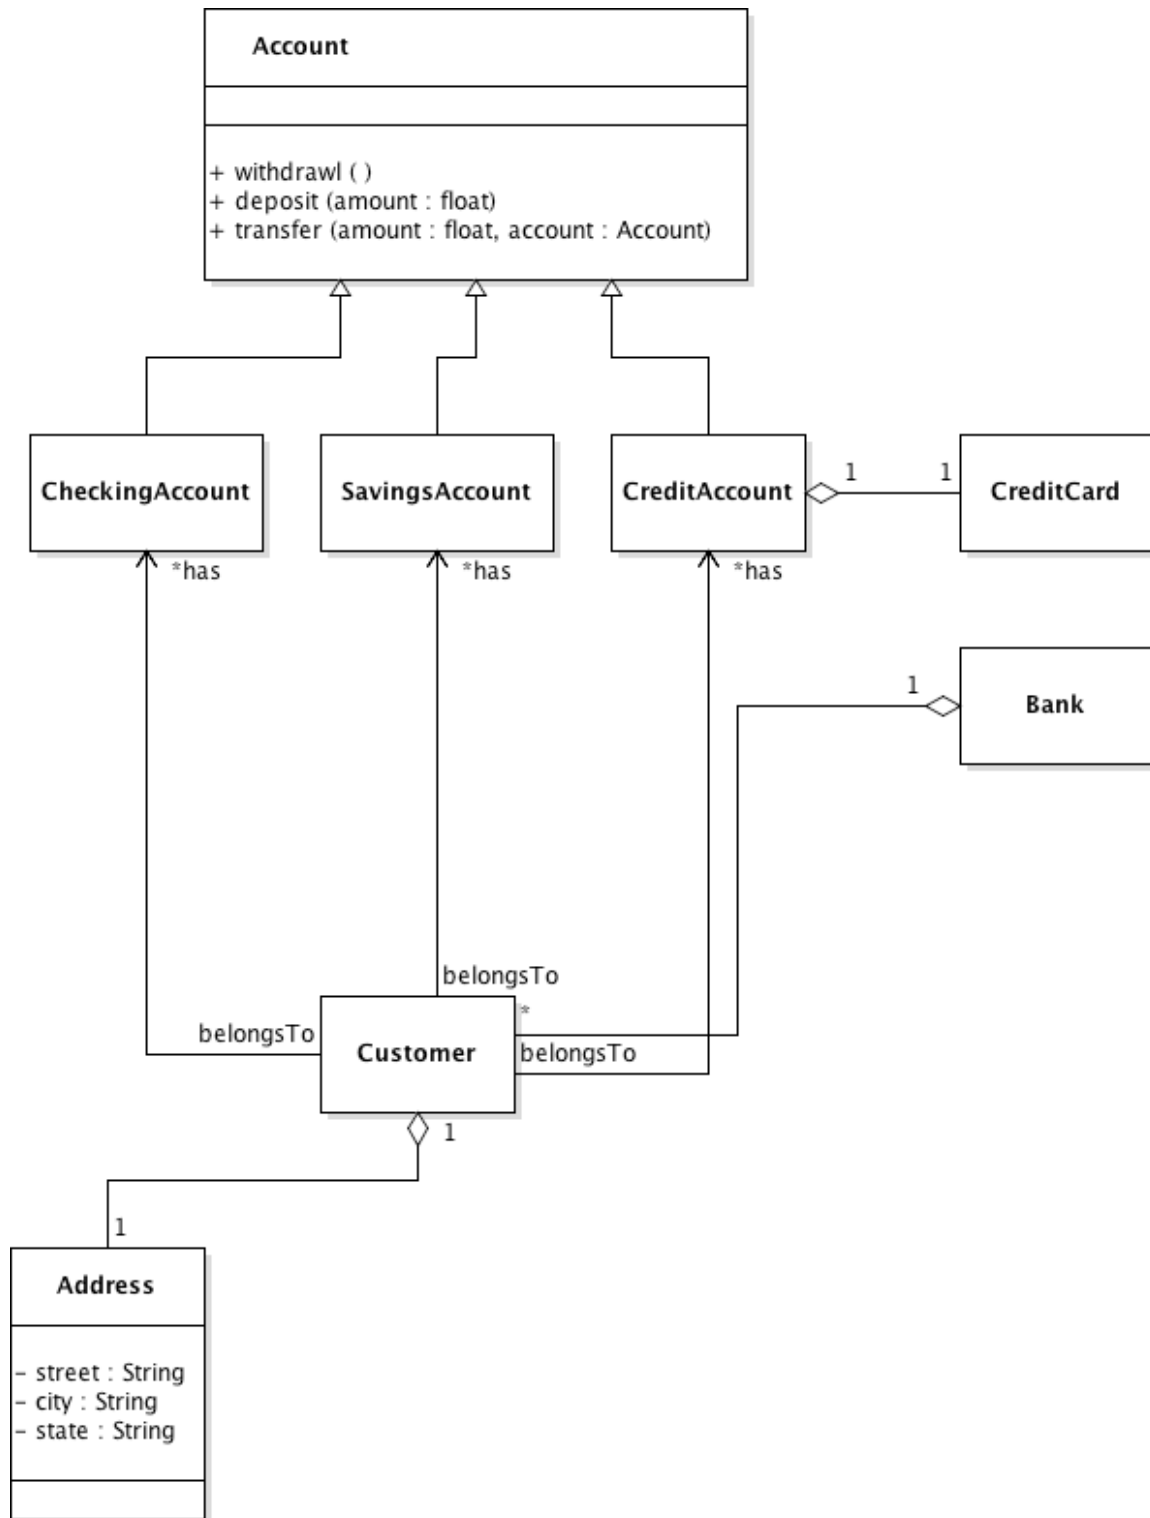 Account
+ withdrawl ( )
+ deposit (amount : float)
+ transfer (amount : float, account : Account)
CheckingAccount
SavingsAccount
CreditAccount
1
1
CreditCard
*has
*has
*has
1
Bank
belongsTo
*
belongsTo
Customer
belongsTo
1
1
Address
- street : String
- city : String
- state : String